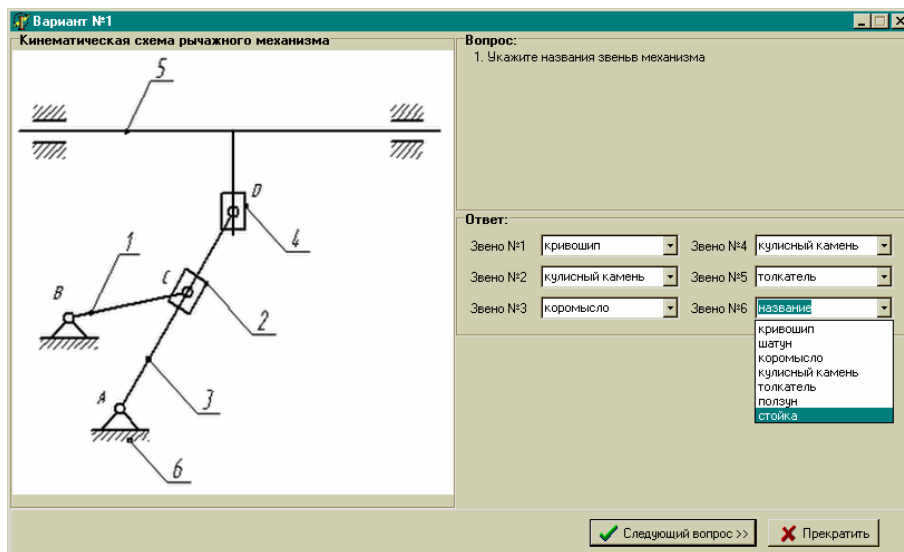 Вариант №1
Кинематическая схема рычажного механизма
5
D
4
1
C
B
2
3
A
6
Вопрос:
1. Укажите названия звеньв механизма
Ответ:
Звено №1 кривошип Звено №4 кулисный камень
Звено №2 кулисный камень Звено №5 толкатель
Звено №3 коромысло Звено №6 название
кривошип
шатун
коромысло
кулисный камень
толкатель
ползун
стойка
Следующий вопрос >> Прекратить